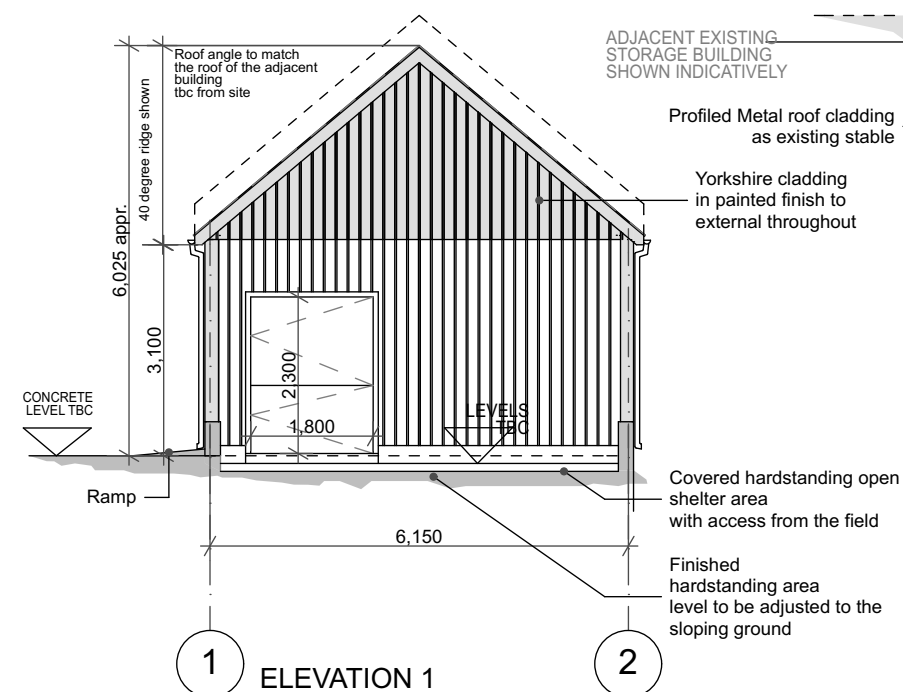 Roof angle to match
the roof of the adjacent
building
tbc from site
40 degree ridge shown
6,025 appr.
3,100
ADJACENT EXISTING
STORAGE BUILDING
SHOWN INDICATIVELY
Profiled Metal roof cladding
as existing stable
Yorkshire cladding
in painted finish to
external throughout
CONCRETE
LEVEL TBC
2,300
1,800
LEVELS
TBC
Ramp
Covered hardstanding open
shelter area
with access from the field
6,150
Finished
hardstanding area
level to be adjusted to the
sloping ground
1
ELEVATION 1
2